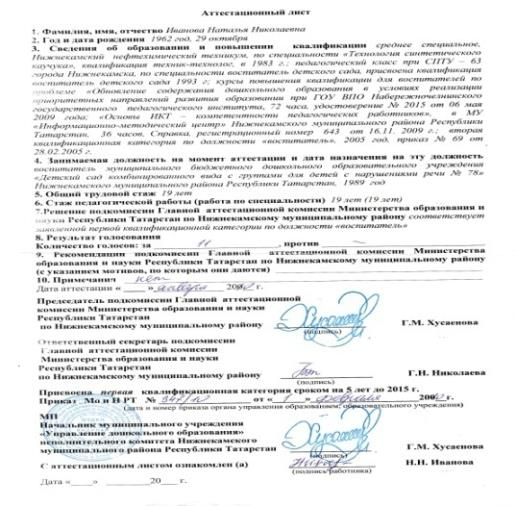 Аттестационный лист
1. Фамилия, имя, отчество Иванова Наталья Николаевна
2. Год и дата рождения 1962 год, 29 октября
3. Сведения об образовании и повышении квалификации среднее специальное,
Нижнекамский нефтехимический техникум, по специальности «Технология синтетического
каучука», квалификация техник-технолог, в 1983 г.; педагогический класс при СПТУ – 63
города Нижнекамска, по специальности воспитатель детского сада, присвоена квалификация
воспитатель детского сада 1993 г; курсы повышения квалификации для воспитателей по
проблеме «Обновление содержания дошкольного образования в условиях реализации
приоритетных направлений развития образования при ГОУ ВПО Набережночелнинского
государственного педагогического института, 72 часа, удостоверение № 2015 от 06 мая
2009 года; «Основы ИКТ – компетентности педагогических работников», в МУ
«Информационно-методический центр» Нижнекамского муниципального района Республики
Татарстан, 36 часов, Справка, регистрационный номер 643 от 16.11. 2009 г.; вторая
квалификационная категория по должности «воспитатель», 2005 год, приказ № 69 от
28.02.2005 г.
4. Занимаемая должность на момент аттестации и дата назначения на эту должность
воспитатель муниципального бюджетного дошкольного образовательного учреждения
«Детский сад комбинированного вида с группами для детей с нарушениями речи № 78»
Нижнекамского муниципального района Республики Татарстан, 1989 год
5. Общий трудовой стаж 19 лет
6. Стаж педагогической работы (работа по специальности) 19 лет (19 лет)
7.Решение подкомиссии Главной аттестационной комиссии Министерства образования и
науки Республики Татарстан по Нижнекамскому муниципальному району соответствует
заявленной первой квалификационной категории по должности «воспитатель»
8. Результат голосования
Количество голосов: за 11 , против –
9. Рекомендации подкомиссии Главной аттестационной комиссии Министерства
образования и науки Республики Татарстан по Нижнекамскому муниципальному району
(с указанием мотивов, по которым они даются)
10. Примечания нет
Дата аттестации « » января г.
Председатель подкомиссии Главной аттестационной
комиссии Министерства образования и науки
Республики Татарстан
по Нижнекамскому муниципальному району Г.М. Хусаенова
(подпись)
Ответственный секретарь подкомиссии
Главной аттестационной комиссии
Министерства образования и науки
Республики Татарстан
по Нижнекамскому муниципальному району Г.Н. Николаева
(подпись)
Присвоена первая квалификационная категория сроком на 5 лет до 2015 г.
Приказ Мо и Н РТ № от « 1 » февраля г.
(дата и номер приказа органа управления образованием, образовательного учреждения)
МП
Начальник муниципального учреждения
«Управление дошкольного образования»
исполнительного комитета Нижнекамского
муниципального района Республики Татарстан Г.М. Хусаенова
(подпись)
С аттестационным листом ознакомлен (а) Н.Н. Иванова
(подпись работника)
Дата « » 20 г.